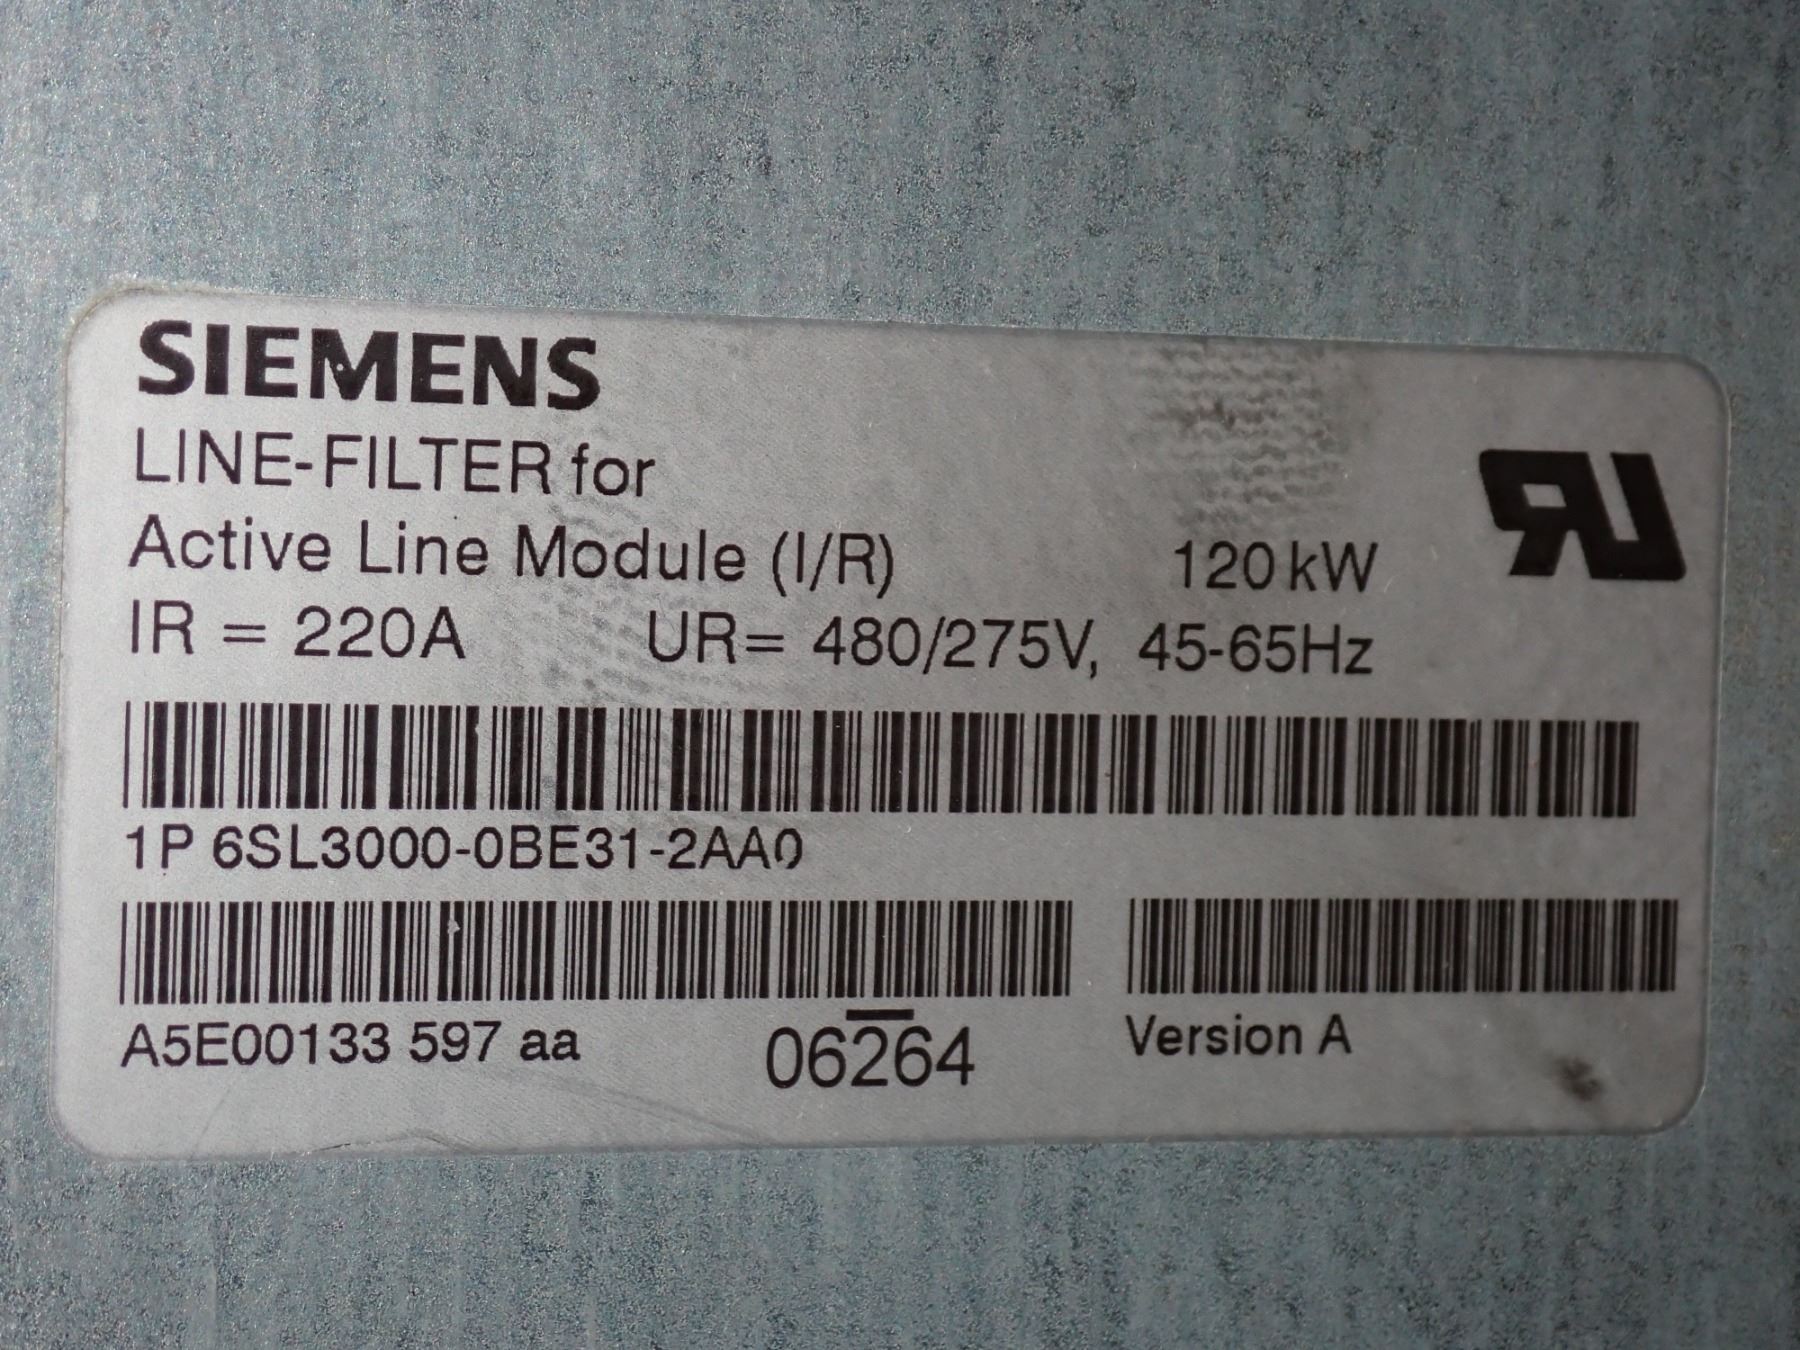 SIEMENS
LINE-FILTER for
Active Line Module (I/R) 120 kW
IR = 220A UR= 480/275V, 45-65Hz
1P 6SL3000-0BE31-2AA0
A5E00133 597 aa 06264 Version A